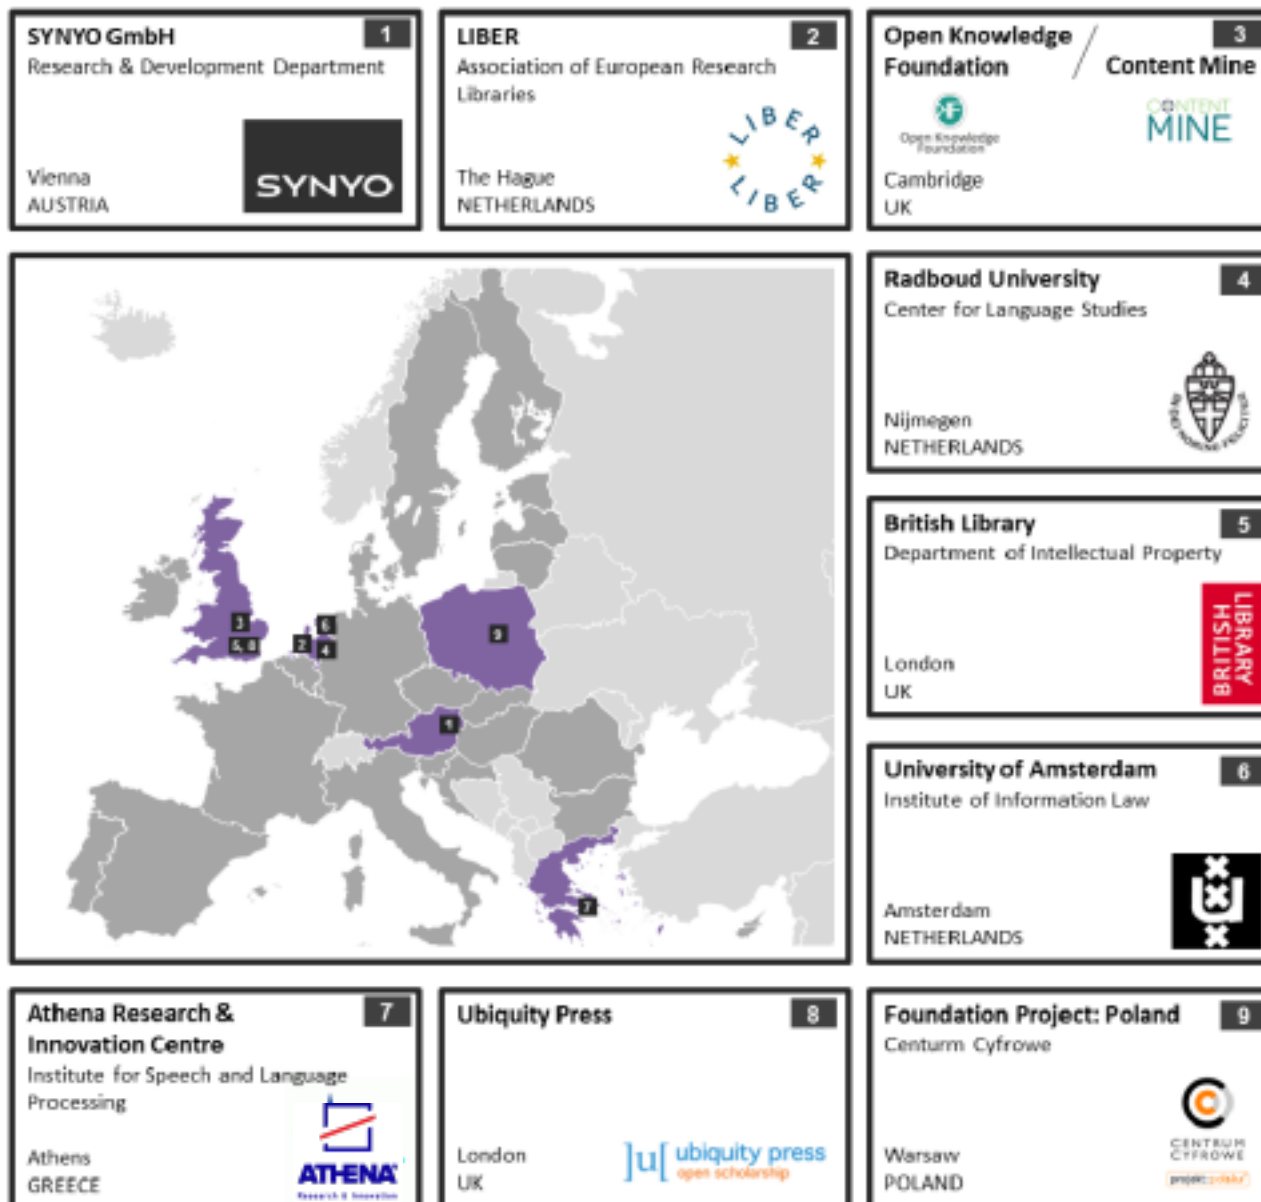 SYNYO GmbH
1
Research & Development Department
Vienna
AUSTRIA
SYNYO
LIBER
2
Association of European Research
Libraries
The Hague
NETHERLANDS
LIBER
LIBER
Open Knowledge
Foundation
/
Content Mine
3
Open Knowledge
Foundation
CONTENT
MINE
Cambridge
UK
Radboud University
4
Center for Language Studies
Nijmegen
NETHERLANDS
British Library
5
Department of Intellectual Property
London
UK
LIBRARY
BRITISH
University of Amsterdam
6
Institute of Information Law
Amsterdam
NETHERLANDS
3
5, 8
2
6
4
9
1
7
Athena Research &
Innovation Centre
7
Institute for Speech and Language
Processing
Athens
GREECE
ATHENA
Research & Innovation
Ubiquity Press
8
London
UK
]u[ ubiquity press
open scholarship
Foundation Project: Poland
9
Centurm Cyfrowe
Warsaw
POLAND
CENTRUM
CYFROWE
projekt: polska